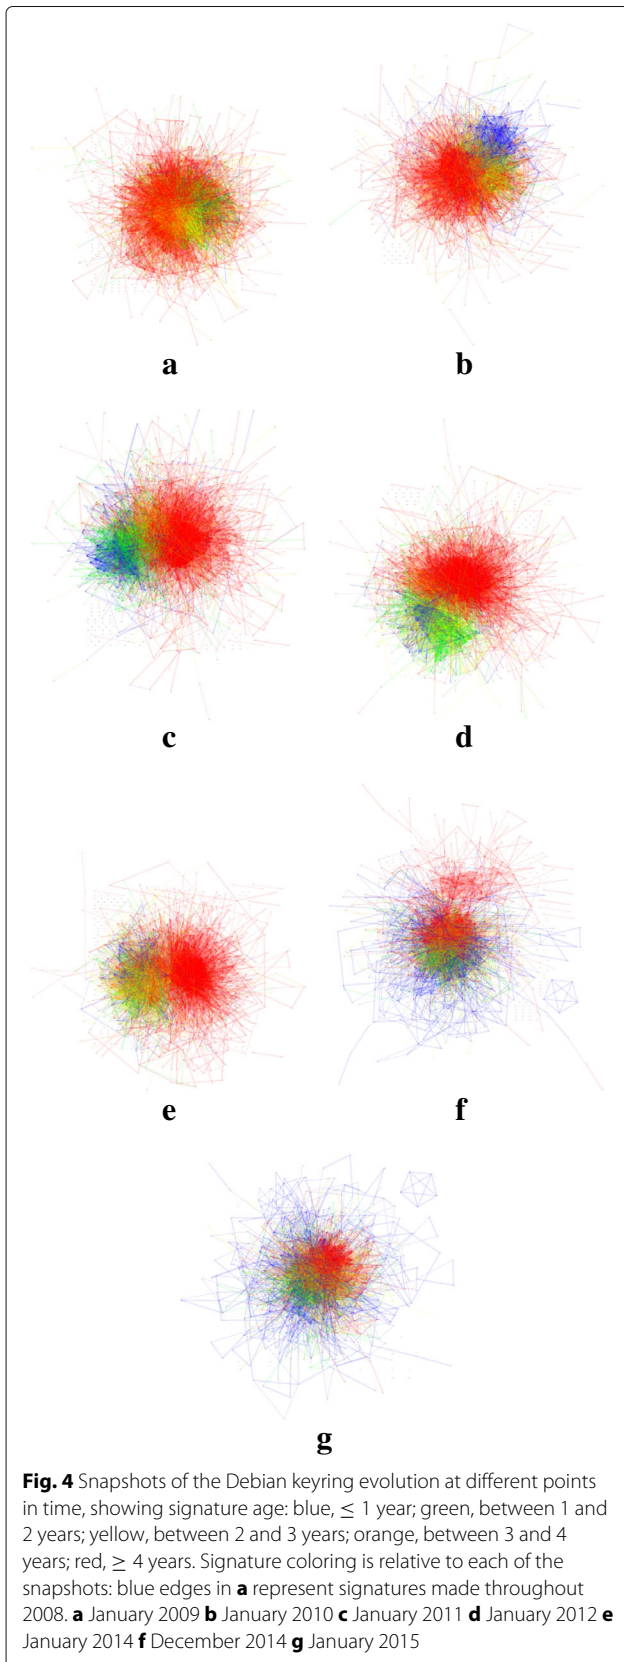 a
b
c
d
e
f
g
Fig. 4 Snapshots of the Debian keyring evolution at different points
in time, showing signature age: blue, ≤ 1 year; green, between 1 and
2 years; yellow, between 2 and 3 years; orange, between 3 and 4
years; red, ≥ 4 years. Signature coloring is relative to each of the
snapshots: blue edges in a represent signatures made throughout
2008. a January 2009 b January 2010 c January 2011 d January 2012 e
January 2014 f December 2014 g January 2015